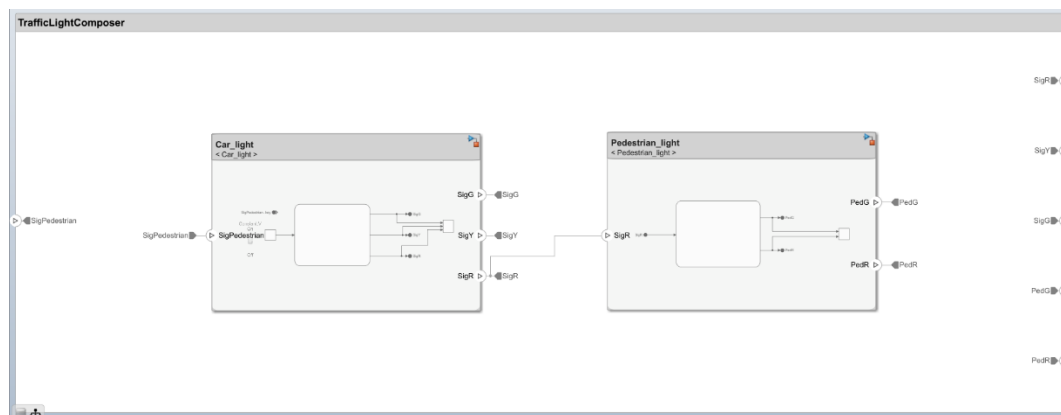 TrafficLightComposer
SigR
Car_light
< Car_light >
Pedestrian_light
< Pedestrian_light >
SigY
SigG
SigG
PedG
PedG
SigPedestrian
SigPedestrian
SigPedestrian
SigY
SigY
SigR
SigG
SigR
SigR
PedR
PedR
PedG
PedR